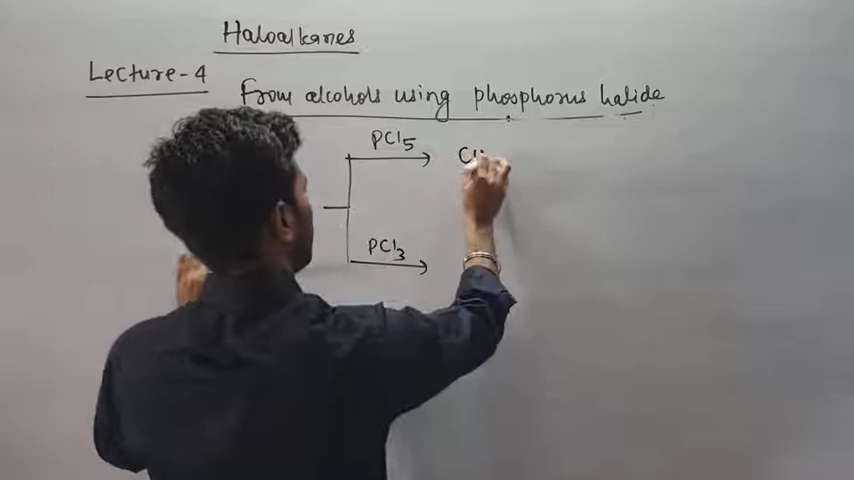 Haloalkanes
Lecture-4
From alcohols using phosphorus halide
PCl5
PCl3